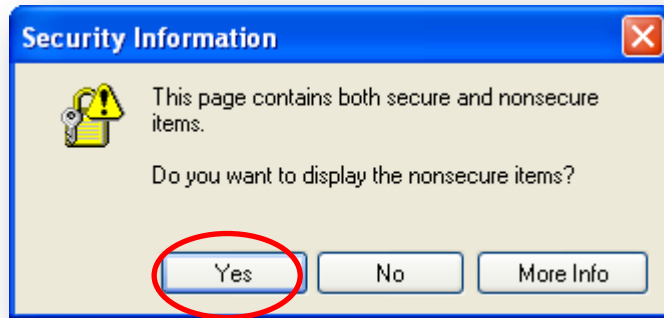 Security Information
This page contains both secure and nonsecure
items.
Do you want to display the nonsecure items?
Yes
No
More Info